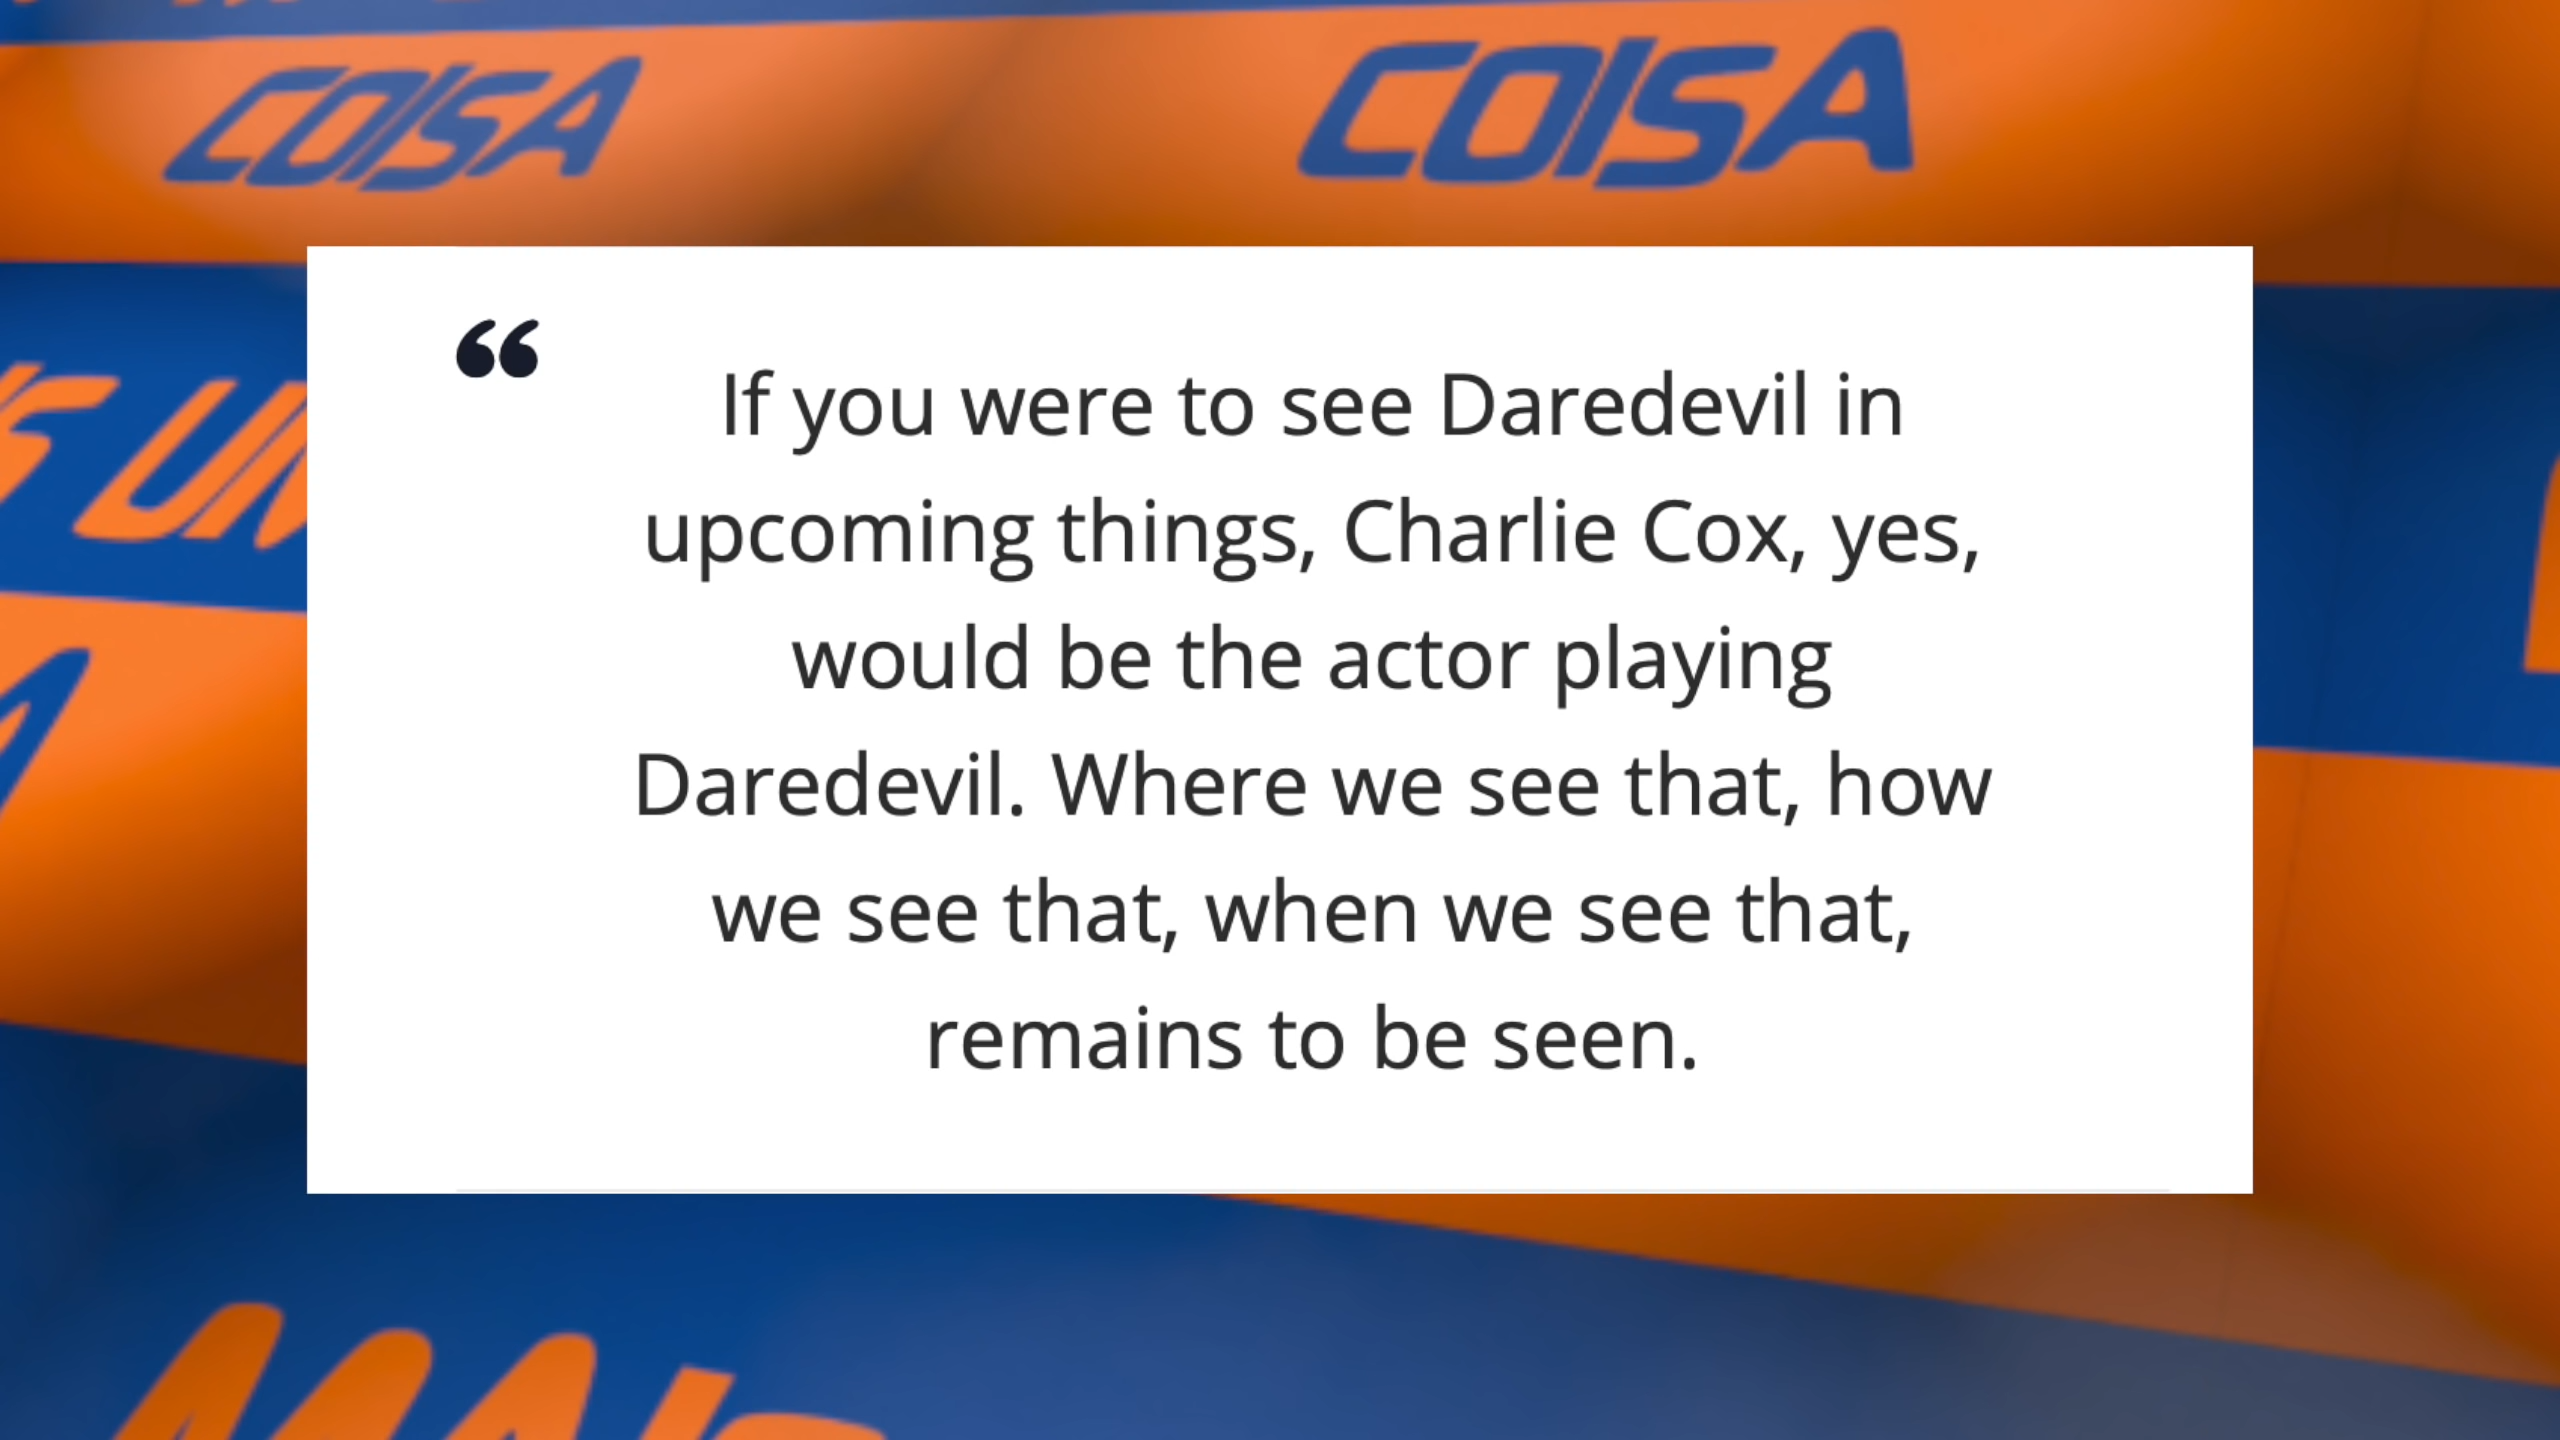 COISA COISA
“
If you were to see Daredevil in
upcoming things, Charlie Cox, yes,
would be the actor playing
Daredevil. Where we see that, how
we see that, when we see that,
remains to be seen.